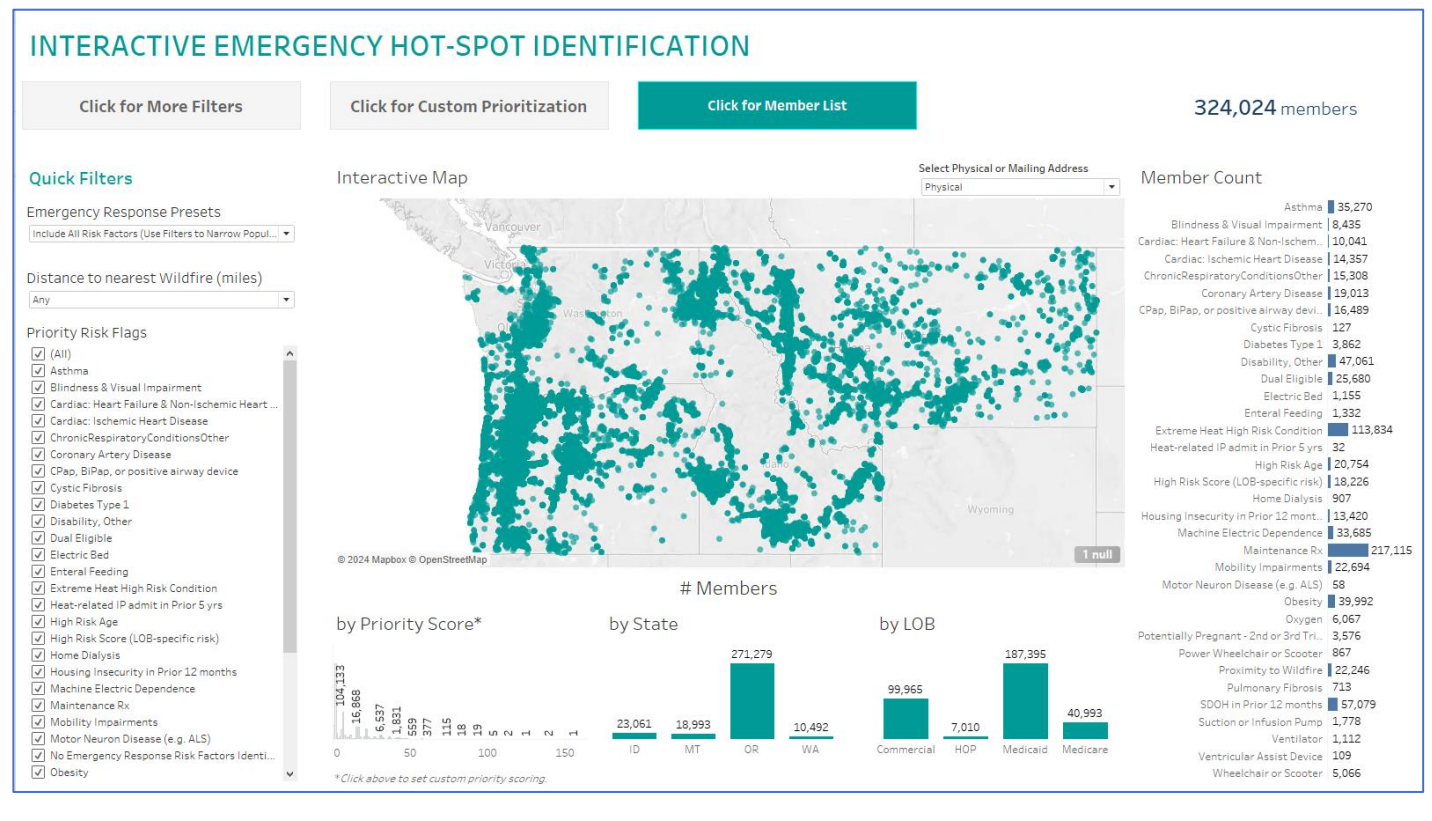 INTERACTIVE EMERGENCY HOT-SPOT IDENTIFICATION
Click for More Filters
Click for Custom Prioritization
Click for Member List
324,024 members
Quick Filters
Emergency Response Presets
Include All Risk Factors (Use Filters to Narrow Popul...
Distance to nearest Wildfire (miles)
Any
Priority Risk Flags
(All)
Asthma
Blindness & Visual Impairment
Cardiac: Heart Failure & Non-Ischemic Heart ...
Cardiac: Ischemic Heart Disease
ChronicRespiratoryConditionsOther
Coronary Artery Disease
CPap, BiPap, or positive airway device
Cystic Fibrosis
Diabetes Type 1
Disability, Other
Dual Eligible
Electric Bed
Enteral Feeding
Extreme Heat High Risk Condition
Heat-related IP admit in Prior 5 yrs
High Risk Age
High Risk Score (LOB-specific risk)
Home Dialysis
Housing Insecurity in Prior 12 months
Machine Electric Dependence
Maintenance Rx
Mobility Impairments
Motor Neuron Disease (e.g. ALS)
No Emergency Response Risk Factors Identi...
Obesity
Interactive Map
Select Physical or Mailing Address
Physical
Vancouver
Victoria
Washington
Idaho
Wyoming
© 2024 Mapbox © OpenStreetMap
1 null
# Members
by Priority Score*
104,133
16,868
6,537
1,831
559
377
115
18
19
5
2
1
2
1
0 50 100 150
*Click above to set custom priority scoring.
by State
23,061
18,993
271,279
10,492
ID MT OR WA
by LOB
99,965
7,010
187,395
40,993
Commercial HOP Medicaid Medicare
Member Count
Asthma 35,270
Blindness & Visual Impairment 8,435
Cardiac: Heart Failure & Non-Ischem.. 10,041
Cardiac: Ischemic Heart Disease 14,357
ChronicRespiratoryConditionsOther 15,308
Coronary Artery Disease 19,013
CPap, BiPap, or positive airway devi.. 16,489
Cystic Fibrosis 127
Diabetes Type 1 3,862
Disability, Other 47,061
Dual Eligible 25,680
Electric Bed 1,155
Enteral Feeding 1,332
Extreme Heat High Risk Condition 113,834
Heat-related IP admit in Prior 5 yrs 32
High Risk Age 20,754
High Risk Score (LOB-specific risk) 18,226
Home Dialysis 907
Housing Insecurity in Prior 12 mont.. 13,420
Machine Electric Dependence 33,685
Maintenance Rx 217,115
Mobility Impairments 22,694
Motor Neuron Disease (e.g. ALS) 58
Obesity 39,992
Oxygen 6,067
Potentially Pregnant - 2nd or 3rd Tri.. 3,576
Power Wheelchair or Scooter 867
Proximity to Wildfire 22,246
Pulmonary Fibrosis 713
SDOH in Prior 12 months 57,079
Suction or Infusion Pump 1,778
Ventilator 1,112
Ventricular Assist Device 109
Wheelchair or Scooter 5,066